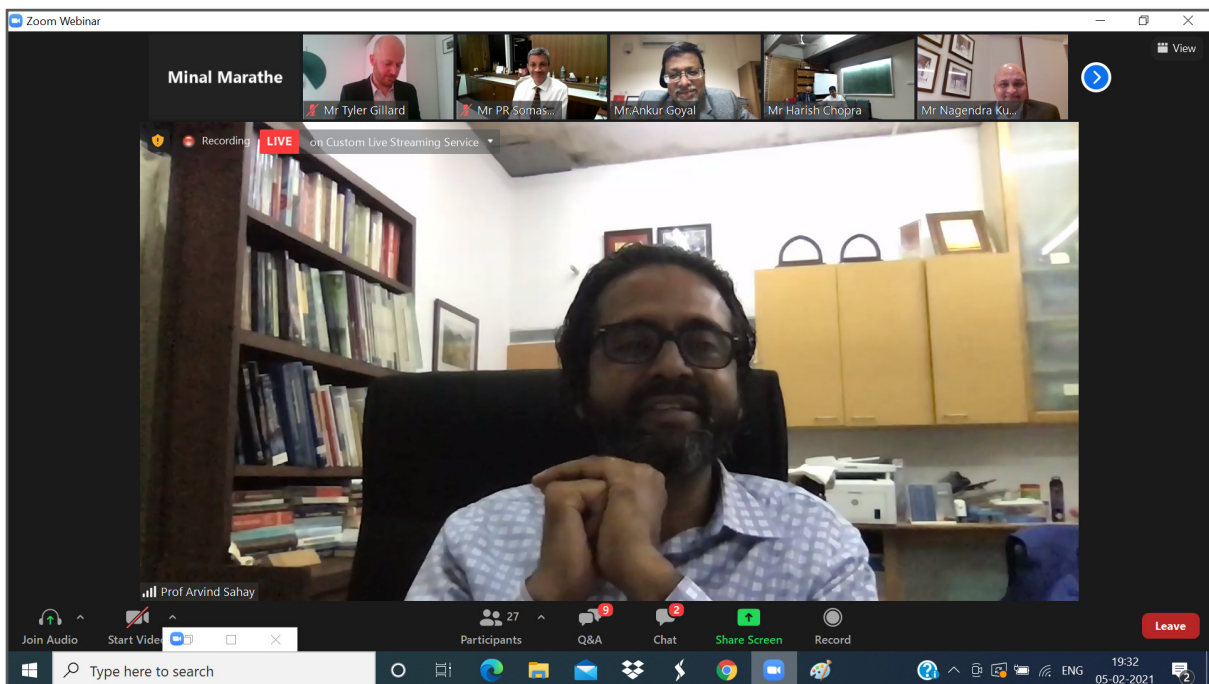 Zoom Webinar
View
Minal Marathe
Mr Tyler Gillard
Mr PR Somas...
Mr.Ankur Goyal
Mr Harish Chopra
Mr Nagendra Ku...
Recording
LIVE
on Custom Live Streaming Service
Prof Arvind Sahay
27
9
2
Join Audio
Start Vide
Participants
Q&A
Chat
Share Screen
Record
Leave
Type here to search
ENG
19:32
05-02-2021
2